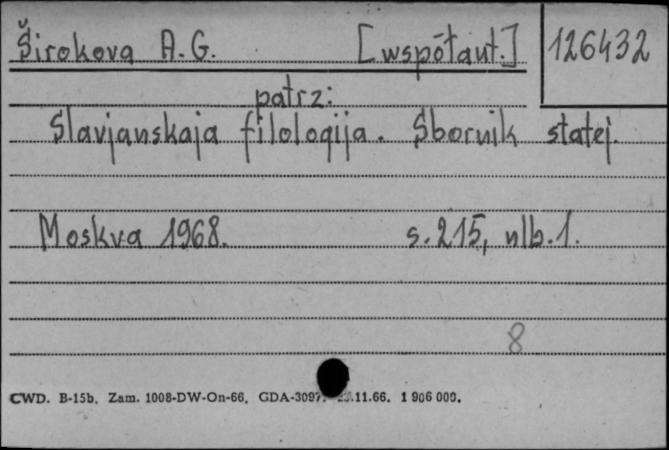 Širokova A.G. [współaut.] 126432
patrz:
Slavjanskaja filologija. Sbornik statej.
Moskva 1968. s. 215, nlb. 1.
8
CWD. B-15b. Zam. 1008-DW-On-66. GDA-309 .11.66. 1 906 000.